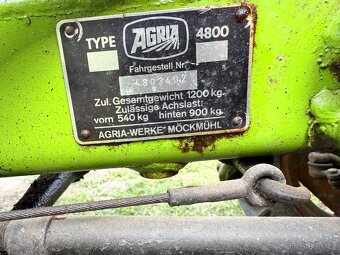 TYPE AGRIA 4800
Fahrgestell Nr.
4803402
Zul. Gesamtgewicht 1200 kg
Zulässige Achslast:
vorn 540 kg hinten 900 kg
AGRIA-WERKE MÖCKMÜHL